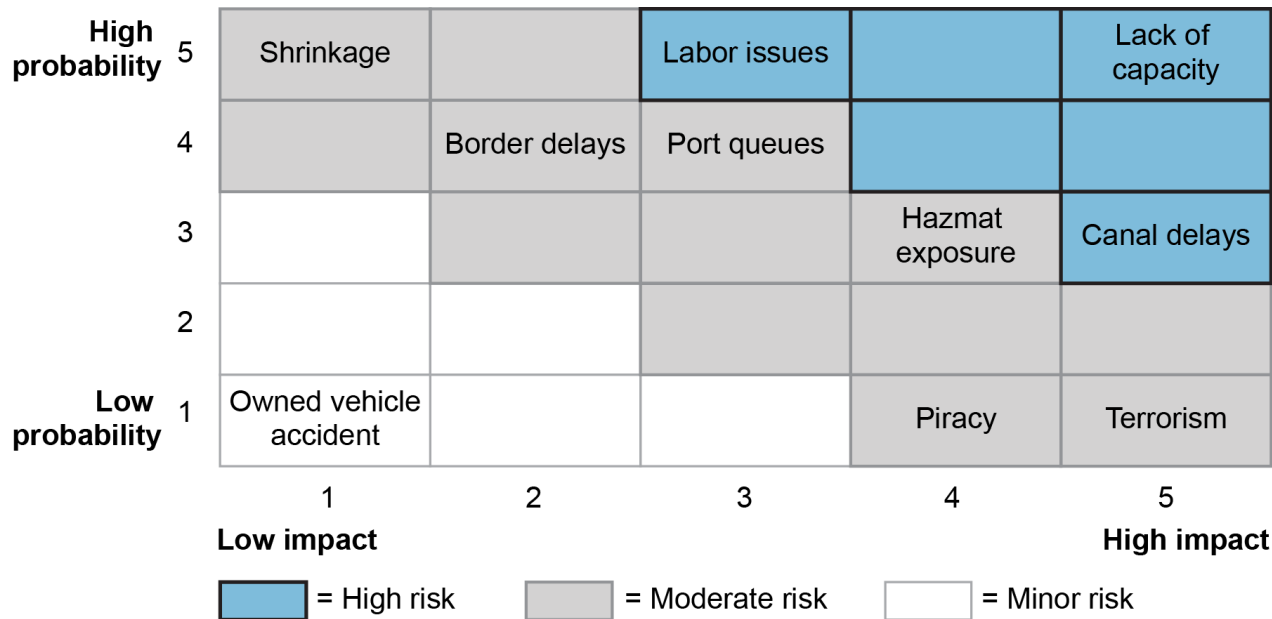 High
probability
5
Shrinkage
Labor issues
Lack of
capacity
4
Border delays
Port queues
3
Hazmat
exposure
Canal delays
2
Low
probability
1
Owned vehicle
accident
Piracy
Terrorism
1
2
3
4
5
Low impact
High impact
= High risk
= Moderate risk
= Minor risk